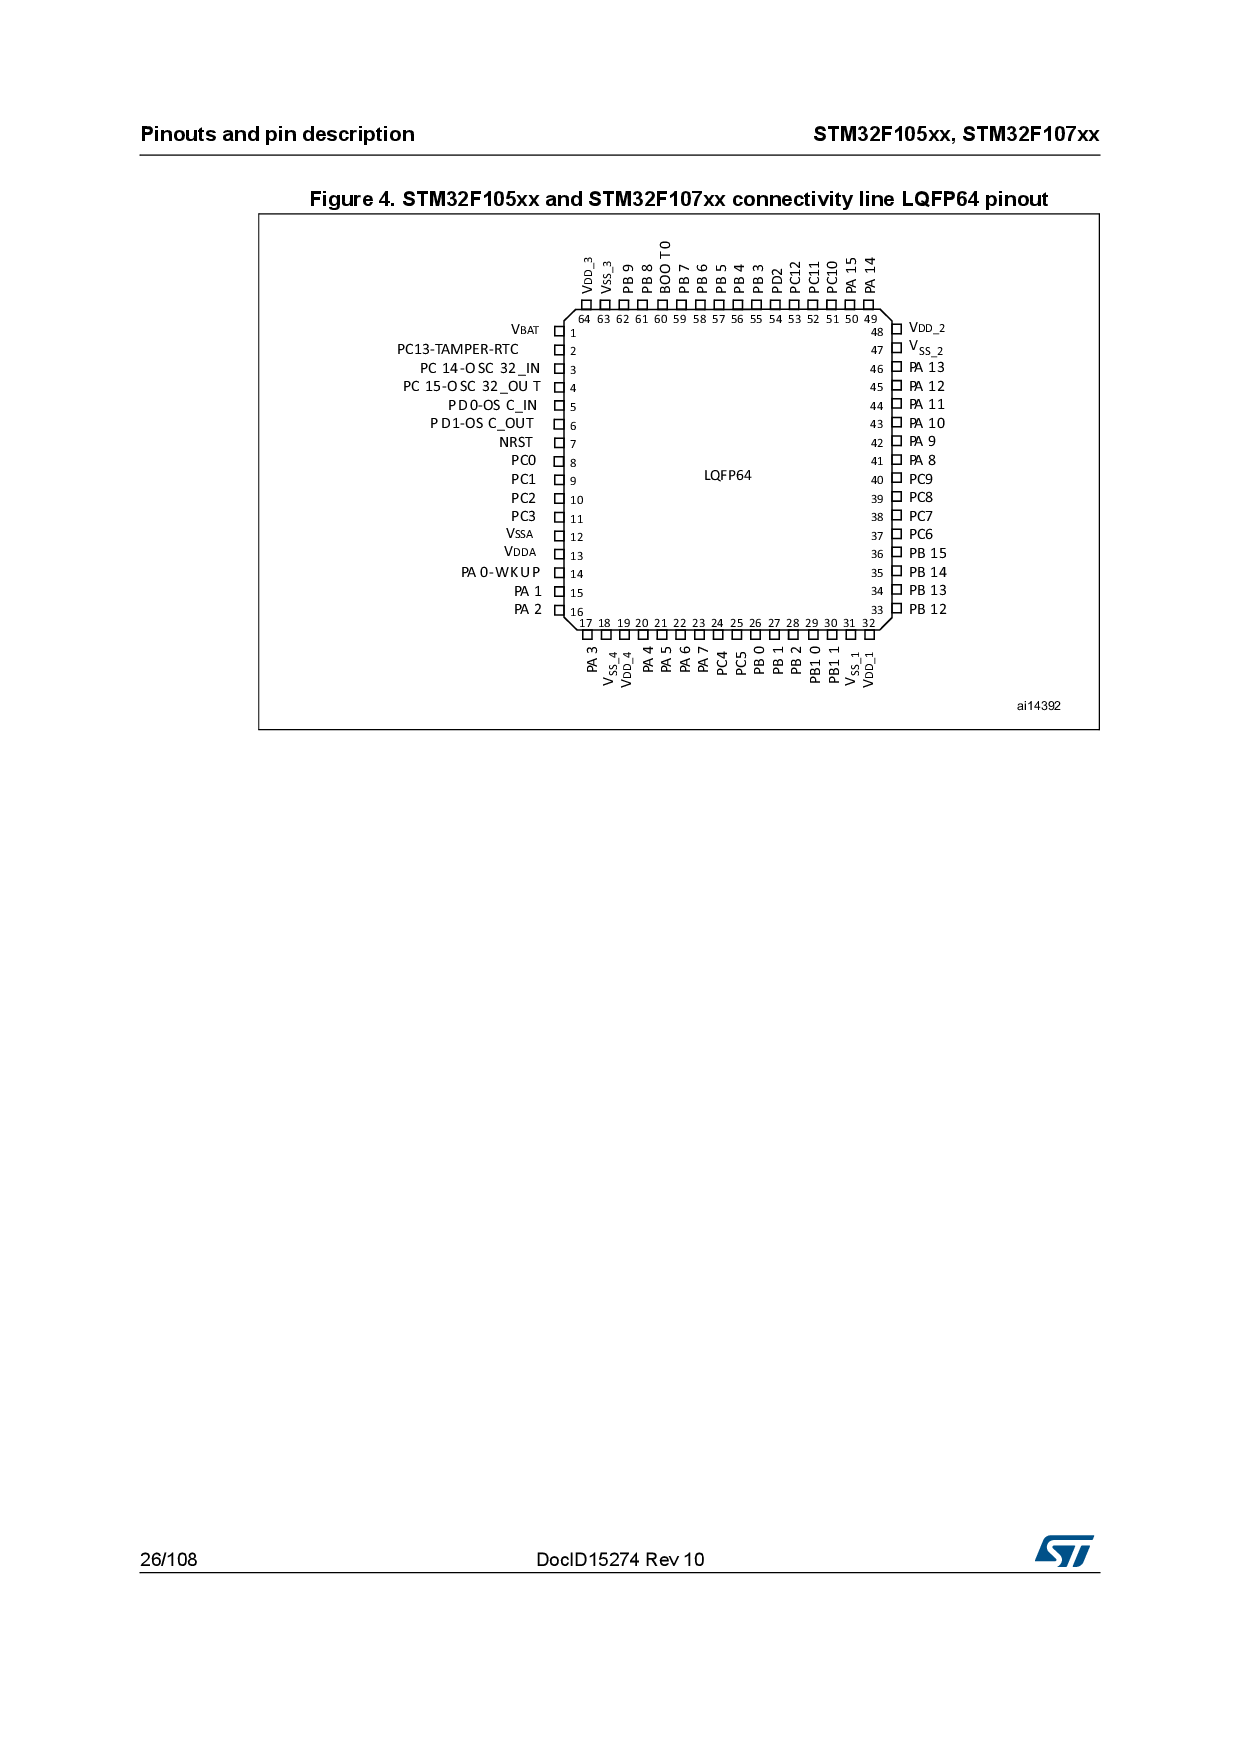 Pinouts and pin description
STM32F105xx, STM32F107xx
Figure 4. STM32F105xx and STM32F107xx connectivity line LQFP64 pinout
VDD_3
VSS_3
PB 9
PB 8
BOO T0
PB 7
PB 6
PB 5
PB 4
PB 3
PD2
PC12
PC11
PC10
PA 15
PA 14
64 63 62 61 60 59 58 57 56 55 54 53 52 51 50 49
VBAT 1
PC13-TAMPER-RTC 2
PC 14-O SC 32_IN 3
PC 15-O SC 32_OU T 4
P D0-OS C_IN 5
P D1-OS C_OUT 6
NRST 7
PC0 8
PC1 9
PC2 10
PC3 11
VSSA 12
VDDA 13
PA 0-WKUP 14
PA 1 15
PA 2 16
LQFP64
48 VDD_2
47 VSS_2
46 PA 13
45 PA 12
44 PA 11
43 PA 10
42 PA 9
41 PA 8
40 PC9
39 PC8
38 PC7
37 PC6
36 PB 15
35 PB 14
34 PB 13
33 PB 12
17 18 19 20 21 22 23 24 25 26 27 28 29 30 31 32
PA 3
VSS_4
VDD_4
PA 4
PA 5
PA 6
PA 7
PC4
PC5
PB 0
PB 1
PB 2
PB1 0
PB1 1
VSS_1
VDD_1
ai14392
26/108
DocID15274 Rev 10
ST